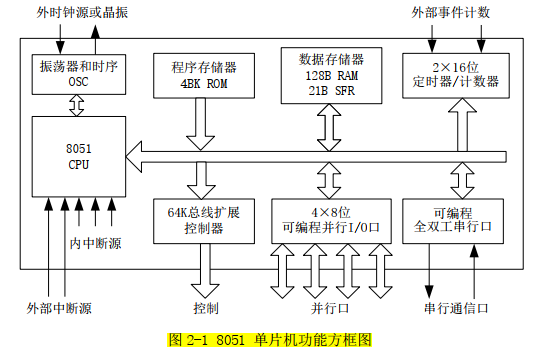 外时钟源或晶振
外部事件计数
振荡器和时序
OSC
程序存储器
4BK ROM
数据存储器
128B RAM
21B SFR
2×16位
定时器/计数器
8051
CPU
64K总线扩展
控制器
4×8位
可编程并行I/O口
可编程
全双工串行口
内中断源
外部中断源
控制
并行口
串行通信口
图 2-1 8051 单片机功能方框图